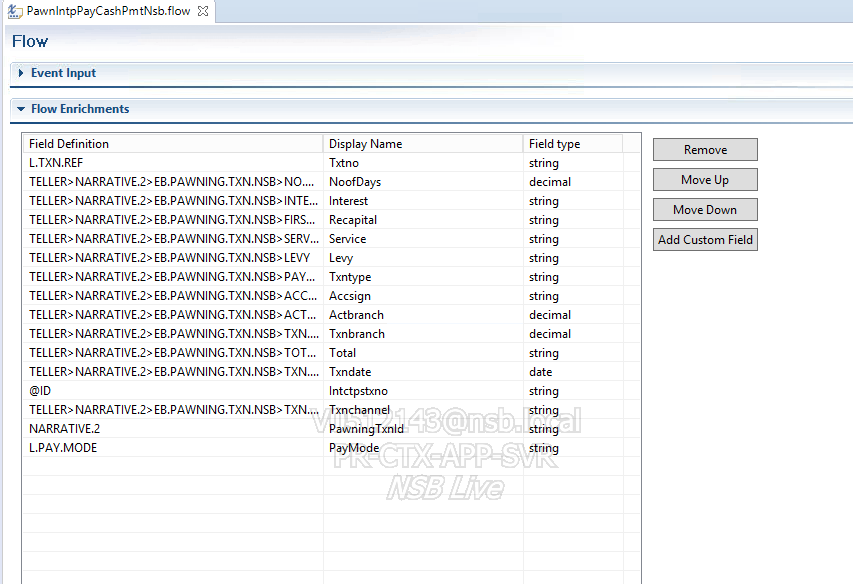 PawnIntpPayCashPmtNsb.flow
Flow
Event Input
Flow Enrichments
Field Definition Display Name Field type
L.TXN.REF Txtno string
TELLER>NARRATIVE.2>EB.PAWNING.TXN.NSB>NO.... NoofDays decimal
TELLER>NARRATIVE.2>EB.PAWNING.TXN.NSB>INTE... Interest string
TELLER>NARRATIVE.2>EB.PAWNING.TXN.NSB>FIRS... Recapital string
TELLER>NARRATIVE.2>EB.PAWNING.TXN.NSB>SERV... Service string
TELLER>NARRATIVE.2>EB.PAWNING.TXN.NSB>LEVY Levy string
TELLER>NARRATIVE.2>EB.PAWNING.TXN.NSB>PAY.... Txntype string
TELLER>NARRATIVE.2>EB.PAWNING.TXN.NSB>ACC... Accsign string
TELLER>NARRATIVE.2>EB.PAWNING.TXN.NSB>ACT... Actbranch decimal
TELLER>NARRATIVE.2>EB.PAWNING.TXN.NSB>TXN.... Txnbranch decimal
TELLER>NARRATIVE.2>EB.PAWNING.TXN.NSB>TOT... Total string
TELLER>NARRATIVE.2>EB.PAWNING.TXN.NSB>TXN.... Txndate date
@ID Intctpstxno string
TELLER>NARRATIVE.2>EB.PAWNING.TXN.NSB>TXN.... Txnchannel string
NARRATIVE.2 PawningTxnId string
L.PAY.MODE PayMode string
Remove
Move Up
Move Down
Add Custom Field
PR-CTX-APP-SVR
NSB Live